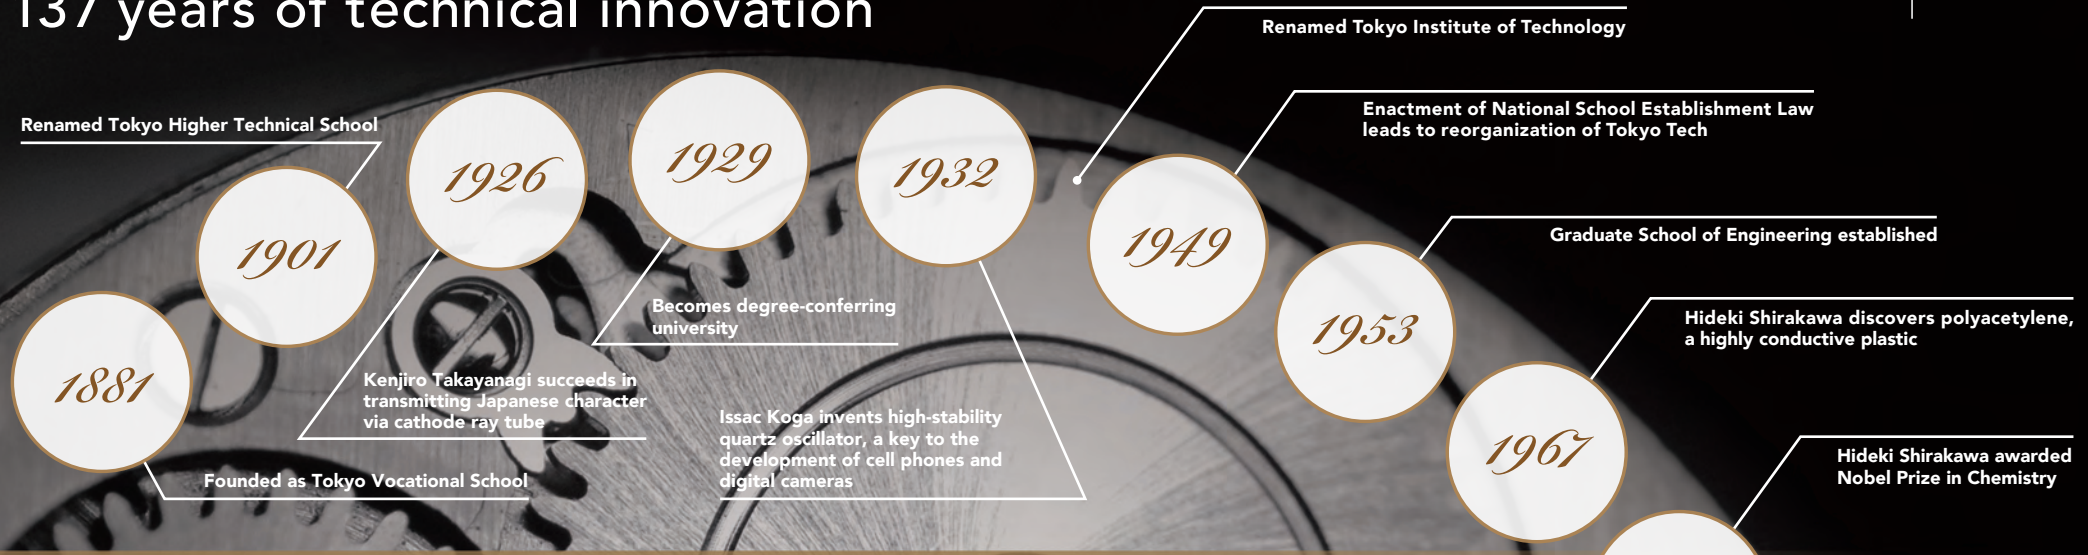 137 years of technical innovation
Renamed Tokyo Institute of Technology
Enactment of National School Establishment Law
leads to reorganization of Tokyo Tech
Renamed Tokyo Higher Technical School
1926
1929
1932
1901
1949
Graduate School of Engineering established
1953
Becomes degree-conferring
university
Hideki Shirakawa discovers polyacetylene,
a highly conductive plastic
1881
Kenjiro Takayanagi succeeds in
transmitting Japanese character
via cathode ray tube
Issac Koga invents high-stability
quartz oscillator, a key to the
development of cell phones and
digital cameras
1967
Founded as Tokyo Vocational School
Hideki Shirakawa awarded
Nobel Prize in Chemistry